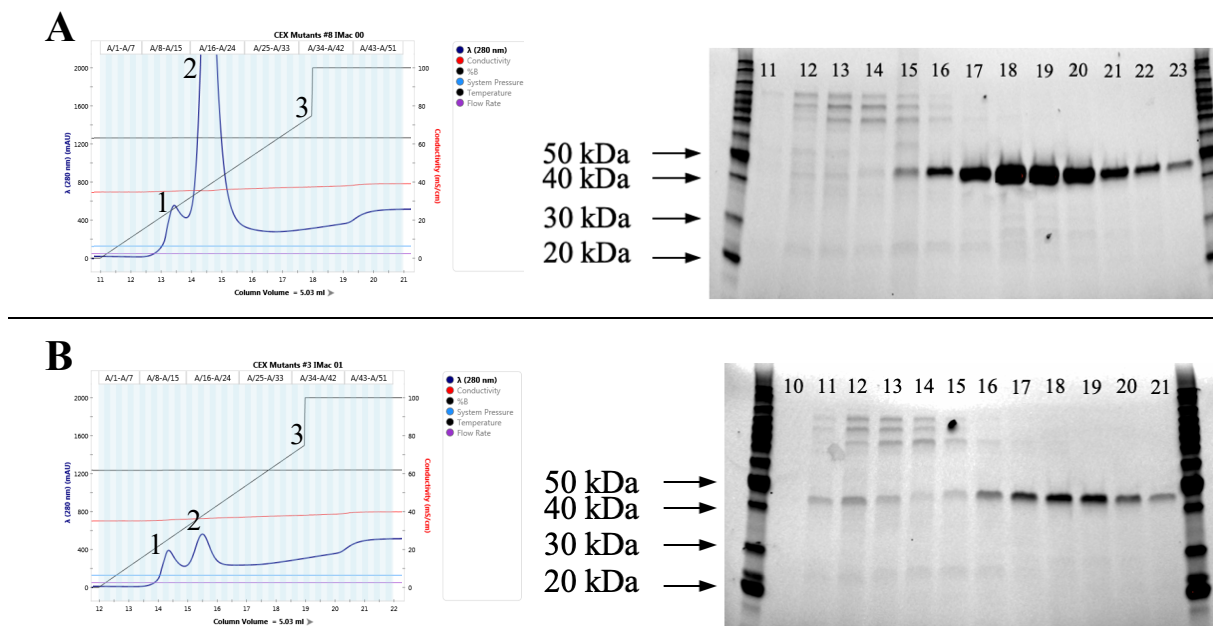 A
CEX Mutants #8 IMac 00
A/1-A/7 A/8-A/15 A/16-A/24 A/25-A/33 A/34-A/42 A/43-A/51
2000
1600
1200
800
400
0
λ (280 nm) (mAU)
1
2
3
100
80
60
40
20
0
Conductivity (mS/cm)
11 12 13 14 15 16 17 18 19 20 21
Column Volume = 5.03 ml
λ (280 nm)
Conductivity
%B
System Pressure
Temperature
Flow Rate
50 kDa
40 kDa
30 kDa
20 kDa
11 12 13 14 15 16 17 18 19 20 21 22 23
B
CEX Mutants #3 IMac 01
A/1-A/7 A/8-A/15 A/16-A/24 A/25-A/33 A/34-A/42 A/43-A/51
2000
1600
1200
800
400
0
λ (280 nm) (mAU)
1
2
3
100
80
60
40
20
0
Conductivity (mS/cm)
12 13 14 15 16 17 18 19 20 21 22
Column Volume = 5.03 ml
λ (280 nm)
Conductivity
%B
System Pressure
Temperature
Flow Rate
50 kDa
40 kDa
30 kDa
20 kDa
10 11 12 13 14 15 16 17 18 19 20 21